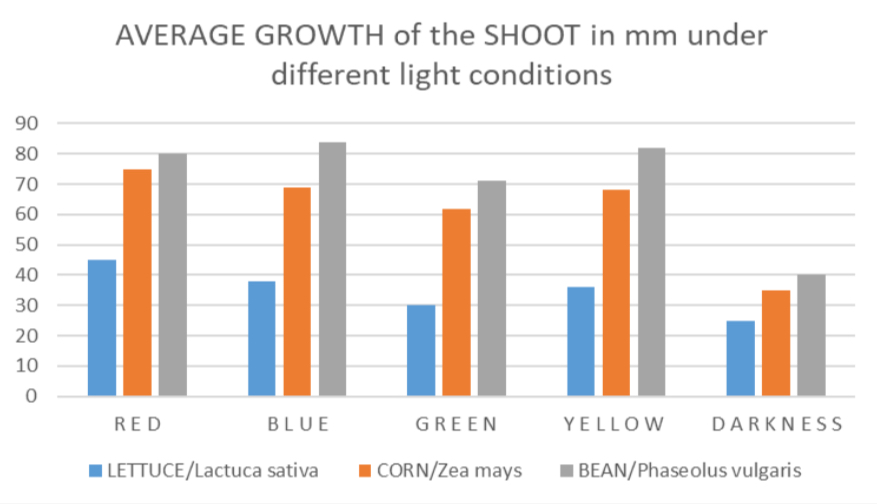 AVERAGE GROWTH of the SHOOT in mm under
different light conditions
90
80
70
60
50
40
30
20
10
0
RED BLUE GREEN YELLOW DARKNESS
LETTUCE/Lactuca sativa CORN/Zea mays BEAN/Phaseolus vulgaris